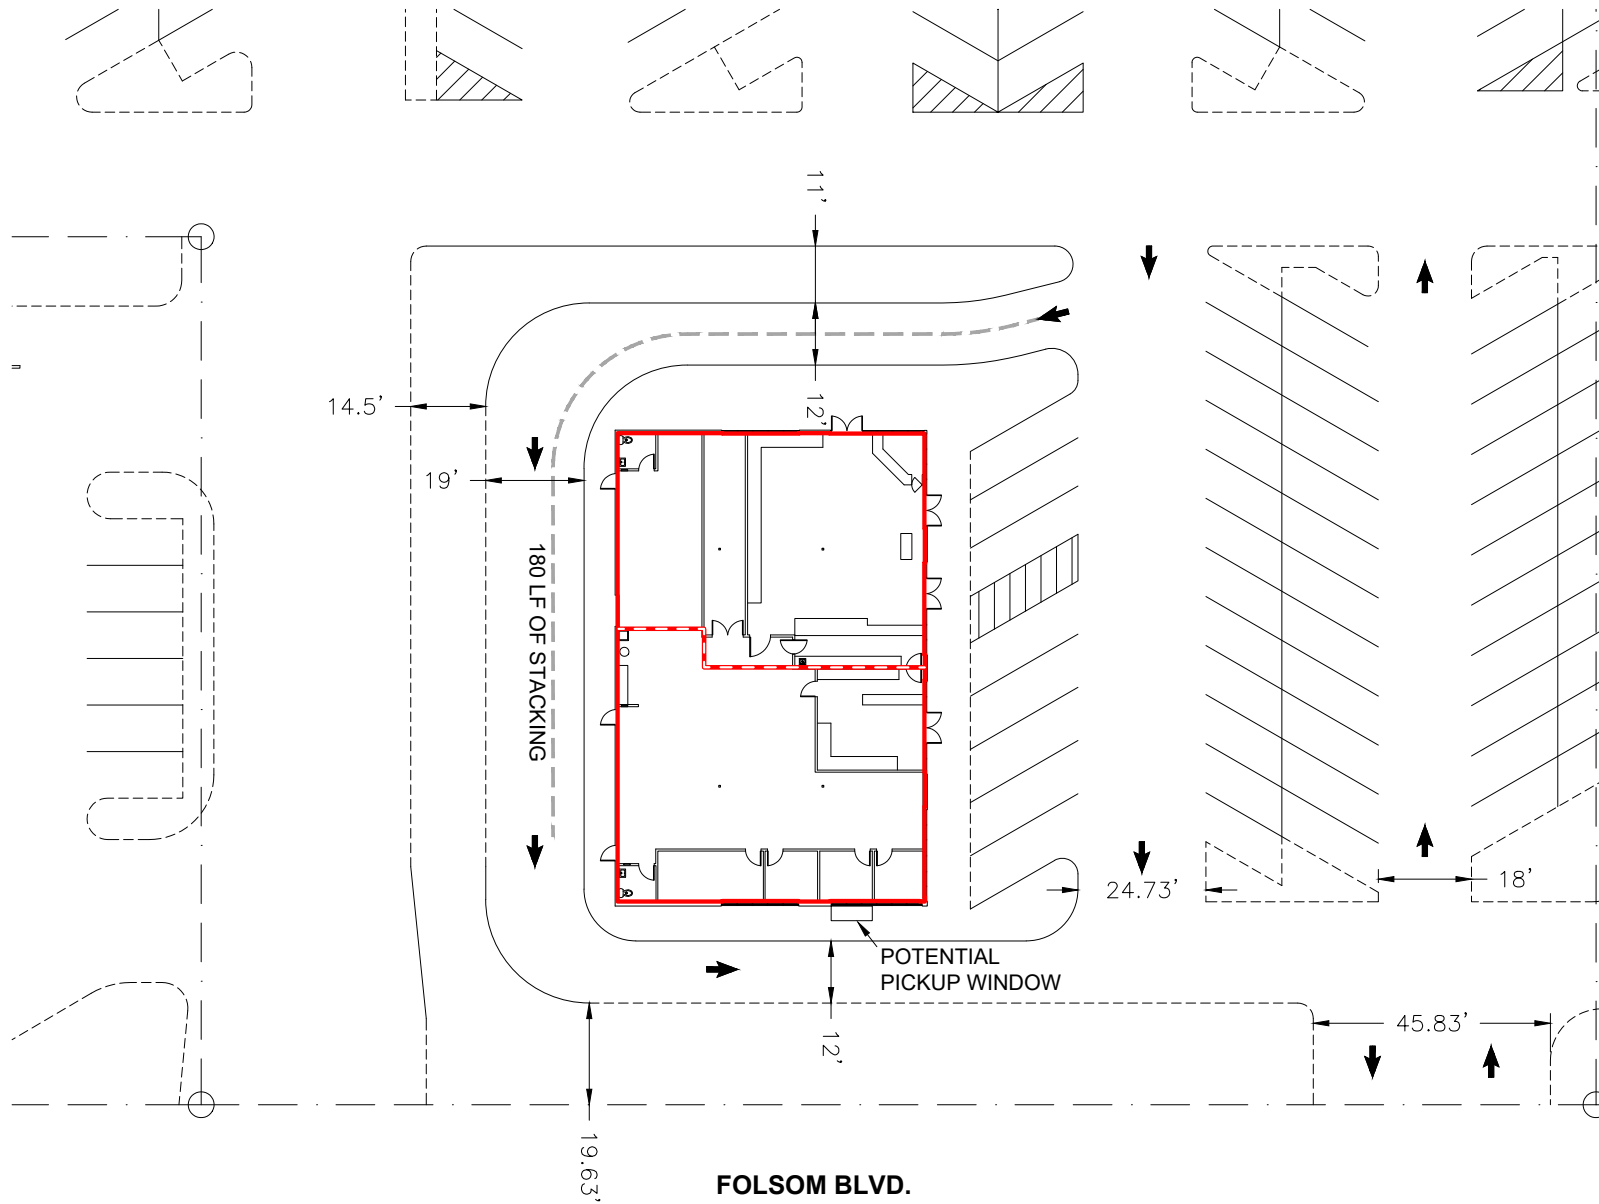 11'
12'
14.5'
19'
180 LF OF STACKING
24.73'
18'
POTENTIAL
PICKUP WINDOW
12'
45.83'
19.63'
FOLSOM BLVD.